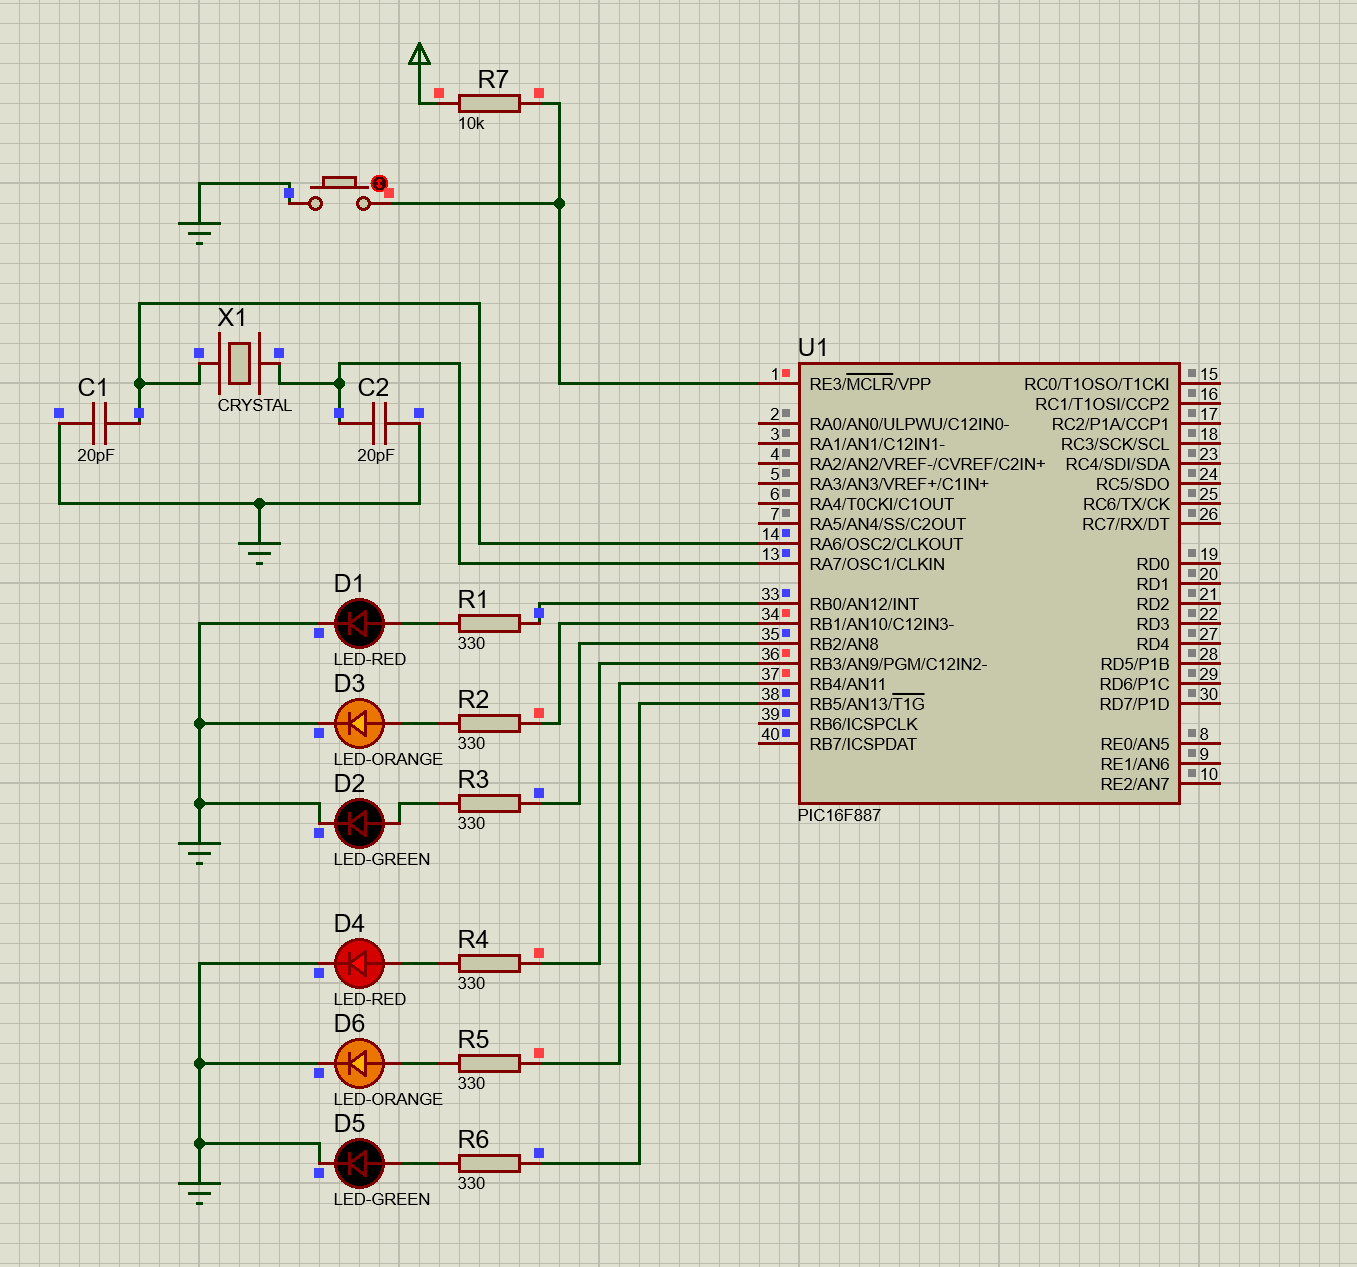 R7
10k
X1
CRYSTAL
C1
20pF
C2
20pF
U1
1 RE3/MCLR/VPP
2 RA0/AN0/ULPWU/C12IN0-
3 RA1/AN1/C12IN1-
4 RA2/AN2/VREF-/CVREF/C2IN+
5 RA3/AN3/VREF+/C1IN+
6 RA4/T0CKI/C1OUT
7 RA5/AN4/SS/C2OUT
14 RA6/OSC2/CLKOUT
13 RA7/OSC1/CLKIN
33 RB0/AN12/INT
34 RB1/AN10/C12IN3-
35 RB2/AN8
36 RB3/AN9/PGM/C12IN2-
37 RB4/AN11
38 RB5/AN13/T1G
39 RB6/ICSPCLK
40 RB7/ICSPDAT
RC0/T1OSO/T1CKI 15
RC1/T1OSI/CCP2 16
RC2/P1A/CCP1 17
RC3/SCK/SCL 18
RC4/SDI/SDA 23
RC5/SDO 24
RC6/TX/CK 25
RC7/RX/DT 26
RD0 19
RD1 20
RD2 21
RD3 22
RD4 27
RD5/P1B 28
RD6/P1C 29
RD7/P1D 30
RE0/AN5 8
RE1/AN6 9
RE2/AN7 10
PIC16F887
D1
LED-RED
R1
330
D3
LED-ORANGE
R2
330
D2
LED-GREEN
R3
330
D4
LED-RED
R4
330
D6
LED-ORANGE
R5
330
D5
LED-GREEN
R6
330